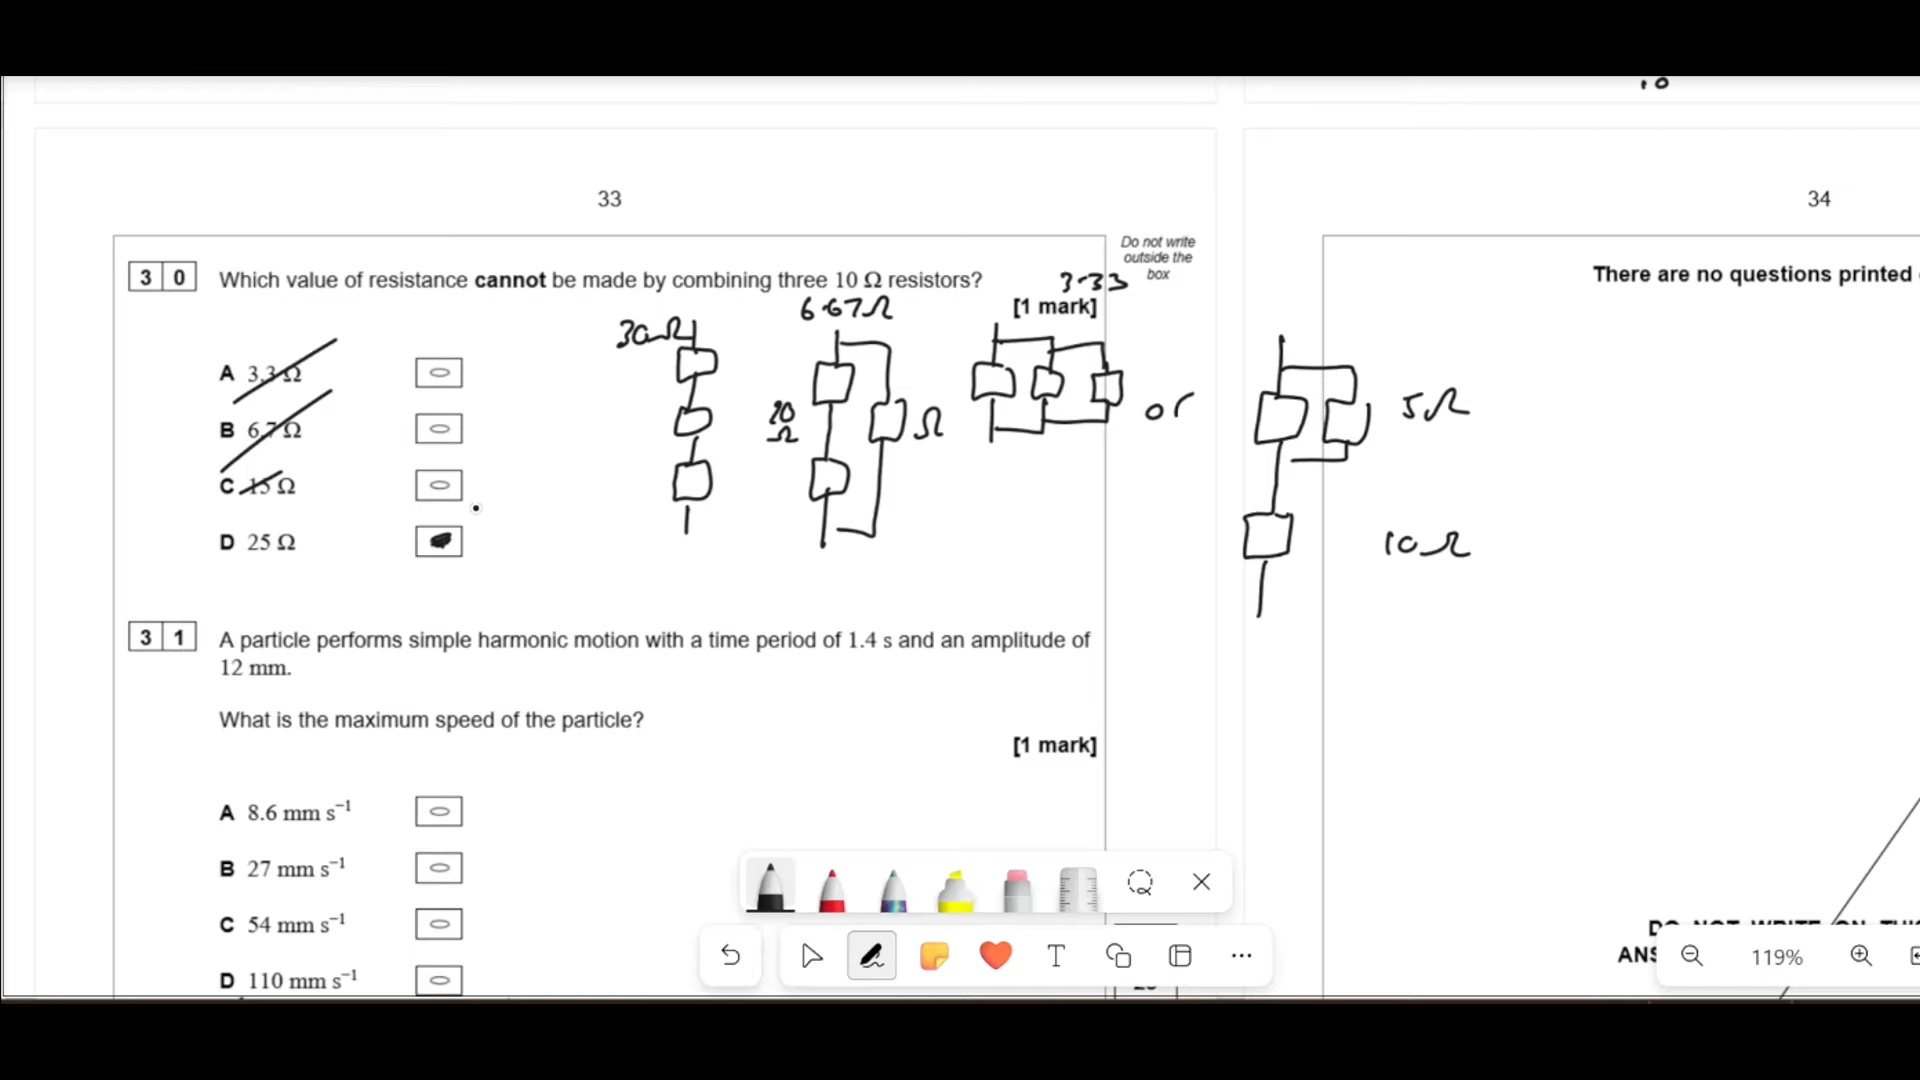 10
33
34
Do not write
outside the
box
3 0 Which value of resistance cannot be made by combining three 10 Ω resistors?
[1 mark]
There are no questions printed
3.33
6.67Ω
30Ω
A 3.3 Ω
B 6.7 Ω
C 15 Ω
D 25 Ω
20
Ω
Ω
or
5Ω
10Ω
3 1 A particle performs simple harmonic motion with a time period of 1.4 s and an amplitude of
12 mm.
What is the maximum speed of the particle?
[1 mark]
A 8.6 mm s⁻¹
B 27 mm s⁻¹
C 54 mm s⁻¹
D 110 mm s⁻¹
T
119%